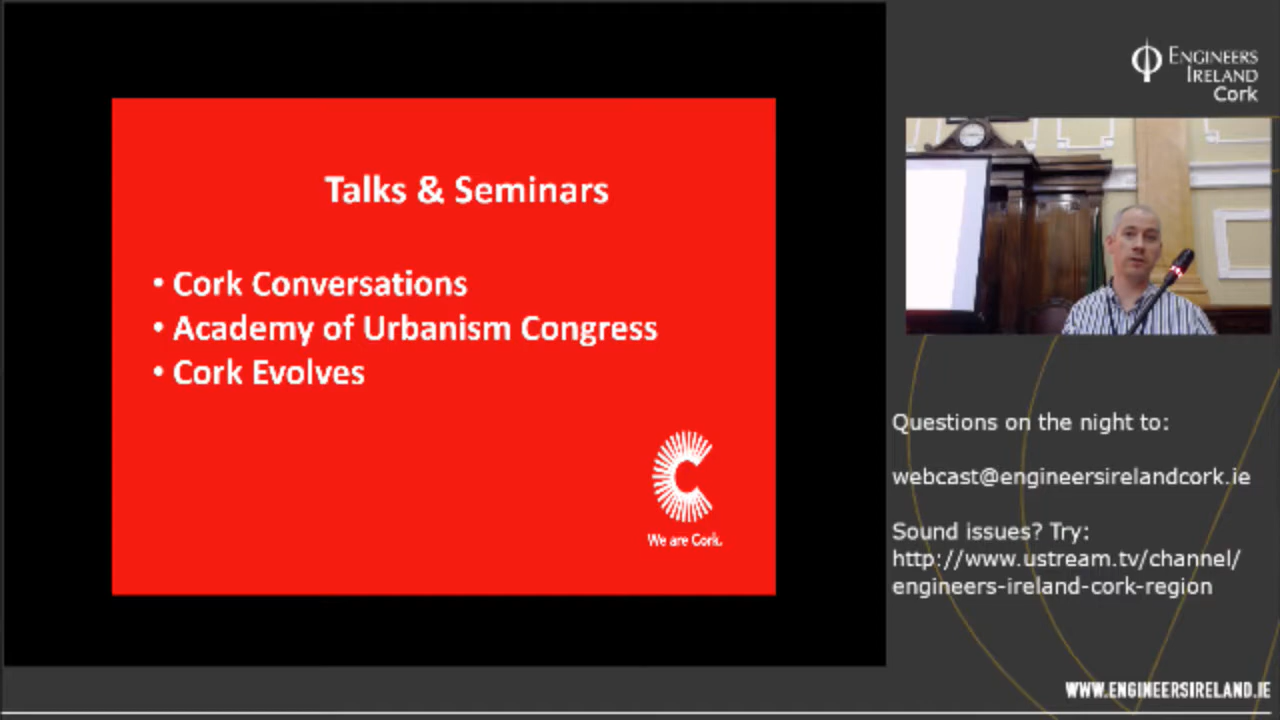 Talks & Seminars
• Cork Conversations
• Academy of Urbanism Congress
• Cork Evolves
We are Cork.
ENGINEERS
IRELAND
Cork
Questions on the night to:
webcast@engineersirelandcork.ie
Sound issues? Try:
http://www.ustream.tv/channel/
engineers-ireland-cork-region
WWW.ENGINEERSIRELAND.IE